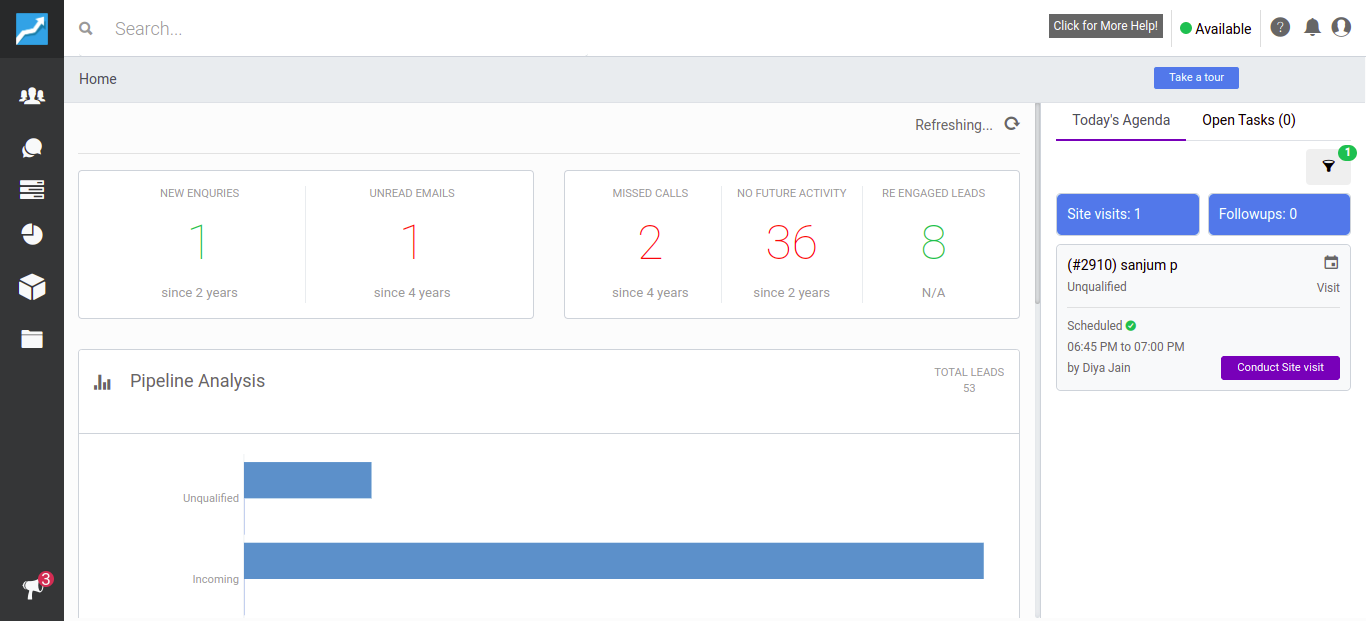 Search...
Click for More Help!
Available
?
Home
Take a tour
Refreshing...
Today's Agenda
Open Tasks (0)
1
NEW ENQURIES
1
since 2 years
UNREAD EMAILS
1
since 4 years
MISSED CALLS
2
since 4 years
NO FUTURE ACTIVITY
36
since 2 years
RE ENGAGED LEADS
8
N/A
Site visits: 1
Followups: 0
(#2910) sanjum p
Unqualified
Visit
Scheduled
06:45 PM to 07:00 PM
by Diya Jain
Conduct Site visit
Pipeline Analysis
TOTAL LEADS
53
Unqualified
Incoming
3